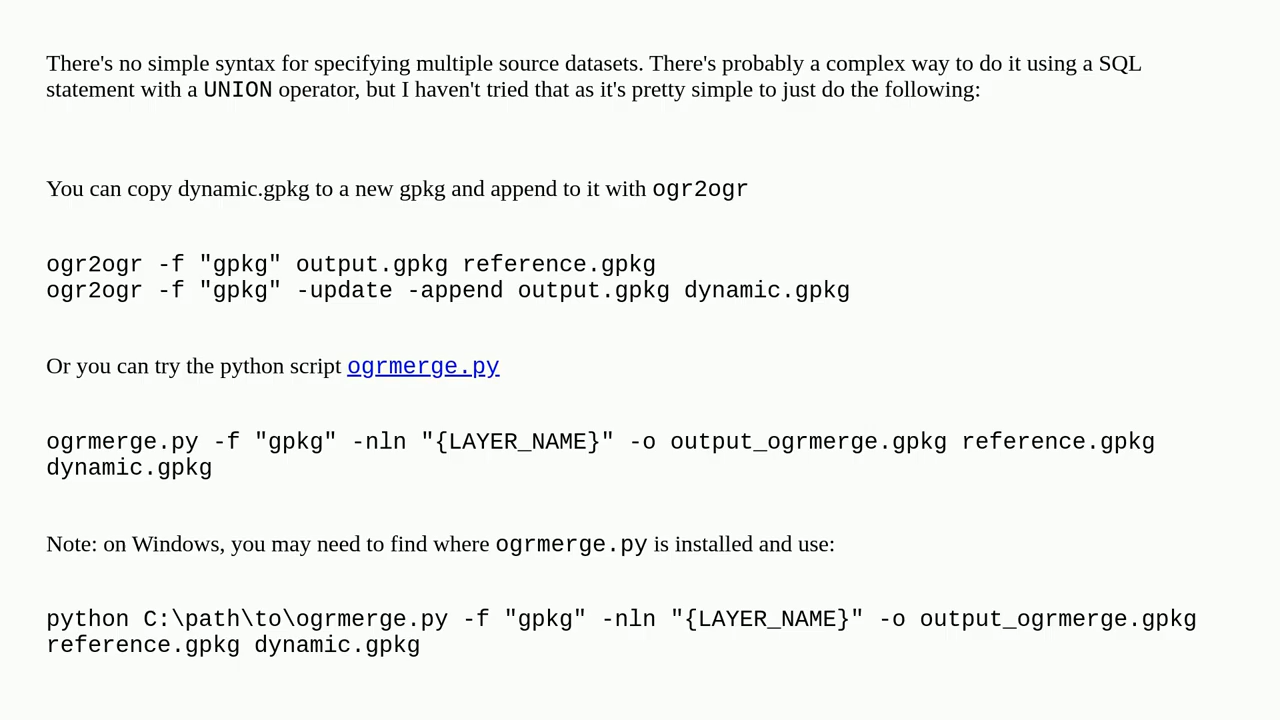 There's no simple syntax for specifying multiple source datasets. There's probably a complex way to do it using a SQL
statement with a UNION operator, but I haven't tried that as it's pretty simple to just do the following:
You can copy dynamic.gpkg to a new gpkg and append to it with ogr2ogr
ogr2ogr -f "gpkg" output.gpkg reference.gpkg
ogr2ogr -f "gpkg" -update -append output.gpkg dynamic.gpkg
Or you can try the python script ogrmerge.py
ogrmerge.py -f "gpkg" -nln "{LAYER_NAME}" -o output_ogrmerge.gpkg reference.gpkg
dynamic.gpkg
Note: on Windows, you may need to find where ogrmerge.py is installed and use:
python C:\path\to\ogrmerge.py -f "gpkg" -nln "{LAYER_NAME}" -o output_ogrmerge.gpkg
reference.gpkg dynamic.gpkg